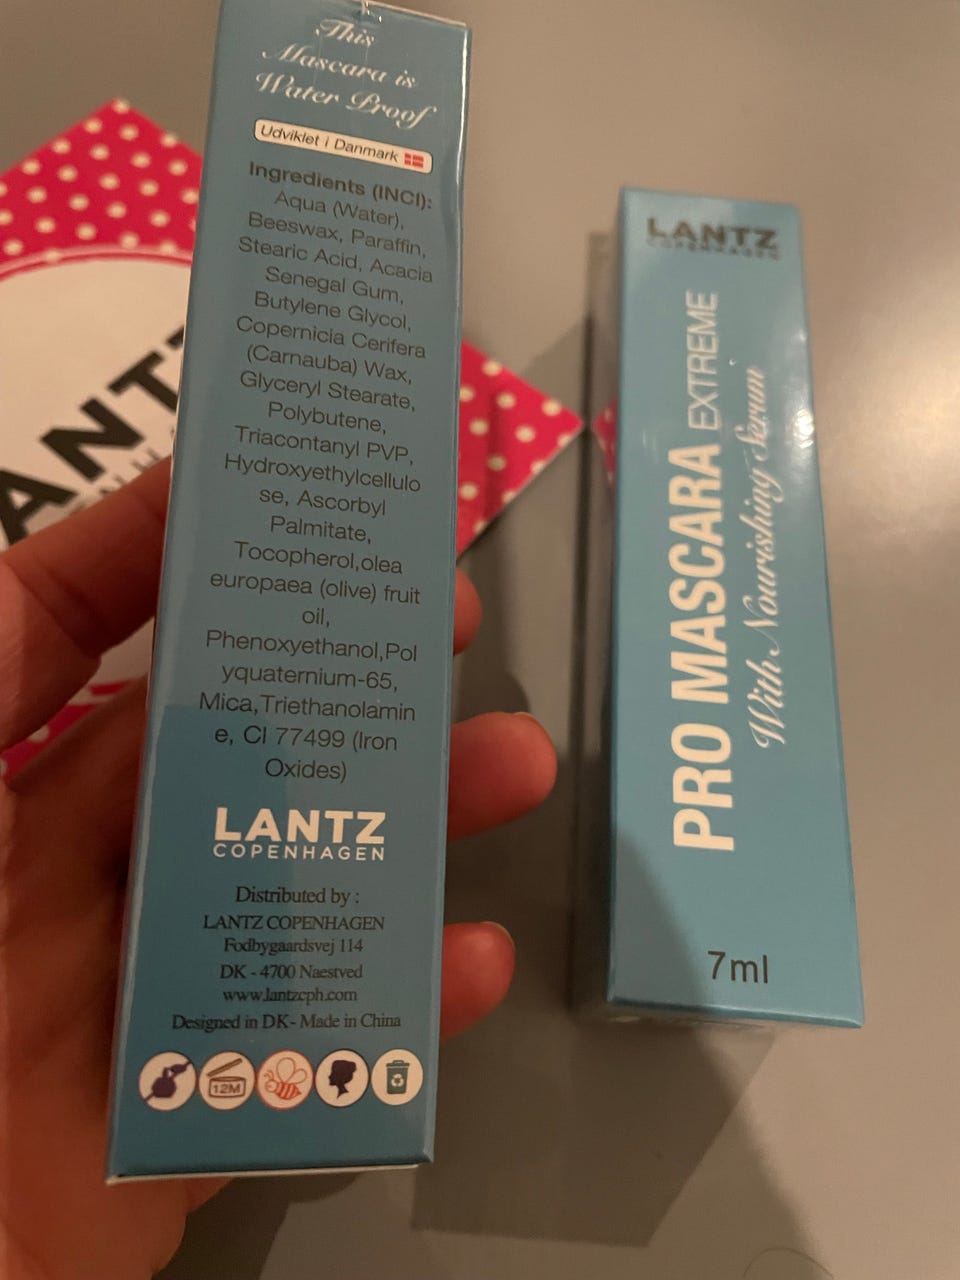 This
Mascara is
Water Proof
Udviklet i Danmark
Ingredients (INCI):
Aqua (Water),
Beeswax, Paraffin,
Stearic Acid, Acacia
Senegal Gum,
Butylene Glycol,
Copernicia Cerifera
(Carnauba) Wax,
Glyceryl Stearate,
Polybutene,
Triacontanyl PVP,
Hydroxyethylcellulo
se, Ascorbyl
Palmitate,
Tocopherol,olea
europaea (olive) fruit
oil,
Phenoxyethanol,Pol
yquaternium-65,
Mica,Triethanolamin
e, CI 77499 (Iron
Oxides)
LANTZ
COPENHAGEN
Distributed by :
LANTZ COPENHAGEN
Fodbygaardsvej 114
DK - 4700 Naestved
www.lantzcph.com
Designed in DK - Made in China
12M
LANTZ
COPENHAGEN
PRO MASCARA EXTREME
With Nourishing Serum
7ml
ANT